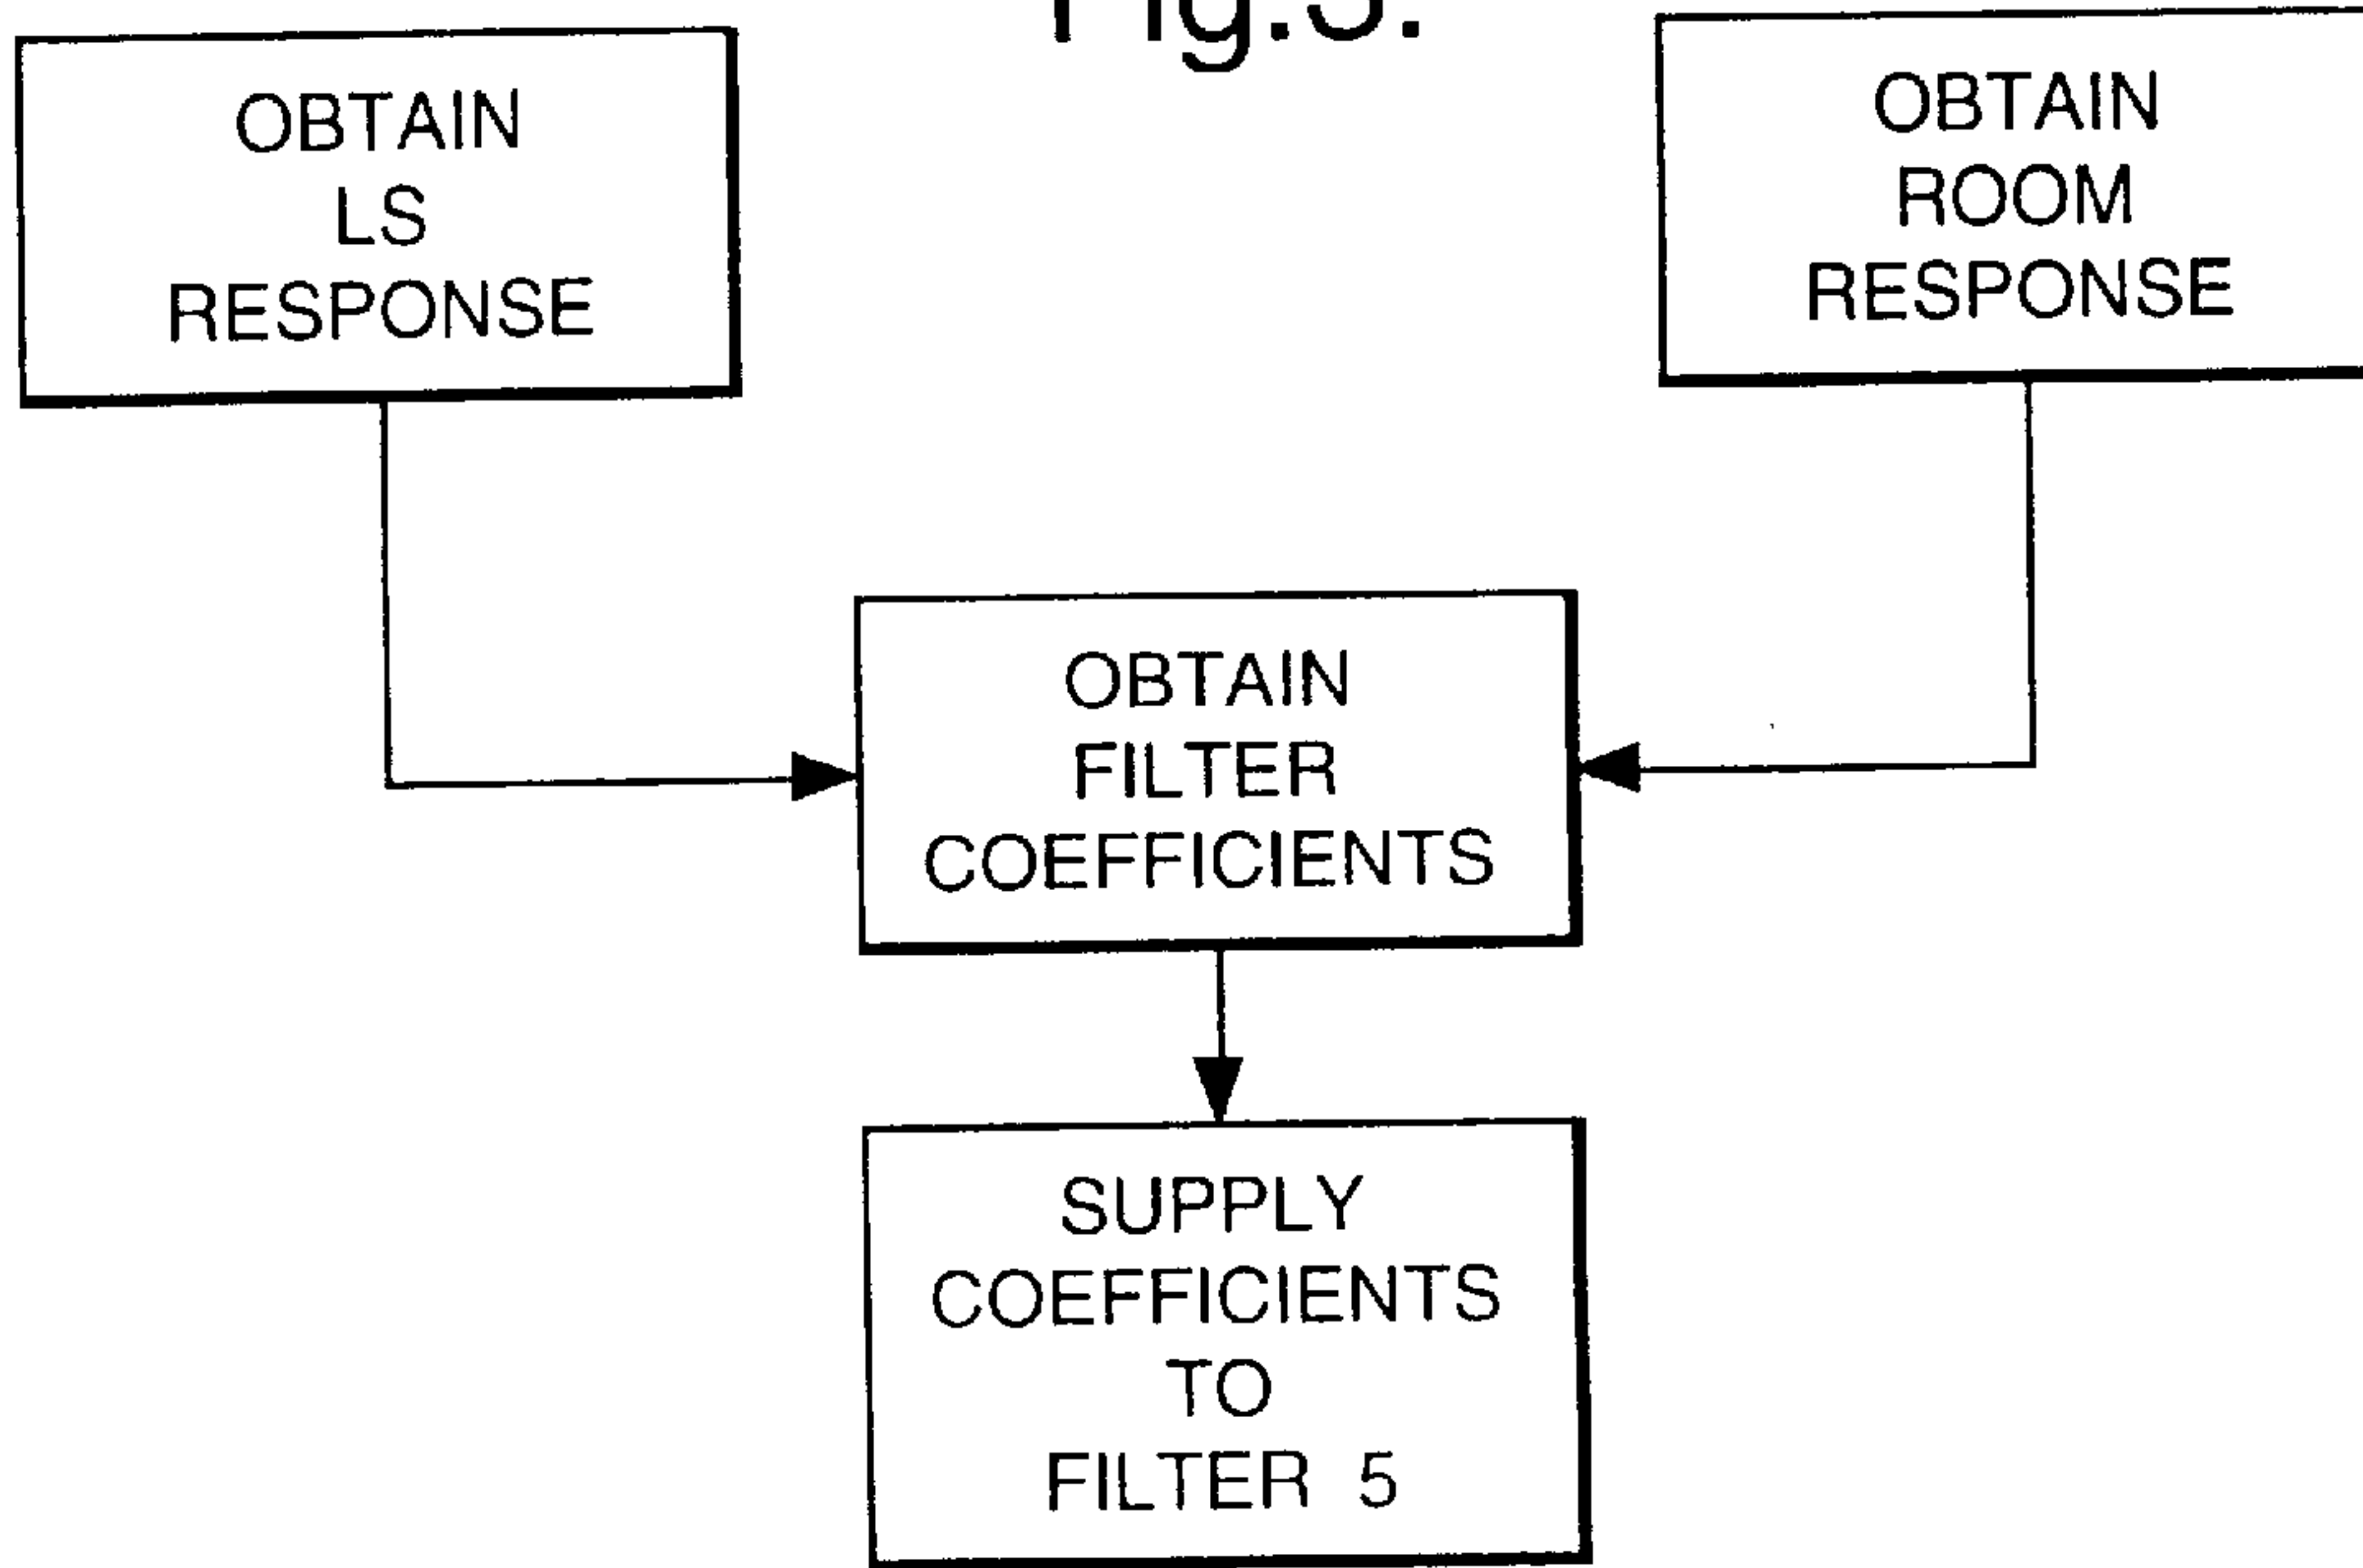 OBTAIN
LS
RESPONSE
OBTAIN
ROOM
RESPONSE
OBTAIN
FILTER
COEFFICIENTS
SUPPLY
COEFFICIENTS
TO
FILTER 5